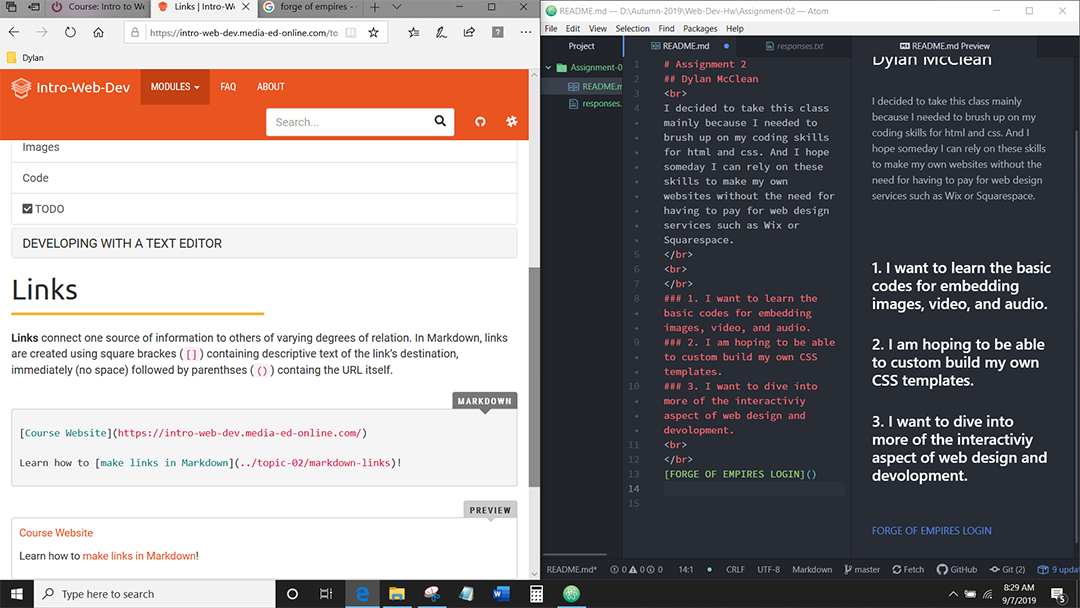 Course: Intro to We
Links | Intro-We
forge of empires -
https://intro-web-dev.media-ed-online.com/to
Dylan
Intro-Web-Dev
MODULES
FAQ
ABOUT
Search...
Images
Code
TODO
DEVELOPING WITH A TEXT EDITOR
Links
Links connect one source of information to others of varying degrees of relation. In Markdown, links
are created using square brackes ( [] ) containing descriptive text of the link's destination,
immediately (no space) followed by parenthses ( () ) containg the URL itself.
MARKDOWN
[Course Website](https://intro-web-dev.media-ed-online.com/)
Learn how to [make links in Markdown](../topic-02/markdown-links)!
PREVIEW
Course Website
Learn how to make links in Markdown!
README.md — D:\Autumn-2019\Web-Dev-Hw\Assignment-02 — Atom
File Edit View Selection Find Packages Help
Project
Assignment-0
README.m
responses.
README.md
responses.txt
README.md Preview
1 # Assignment 2
2 ## Dylan McClean
3 <br>
4 I decided to take this class
mainly because I needed to
brush up on my coding skills
for html and css. And I hope
someday I can rely on these
skills to make my own
websites without the need for
having to pay for web design
services such as Wix or
Squarespace.
5 </br>
6 <br>
7 </br>
8 ### 1. I want to learn the
basic codes for embedding
images, video, and audio.
9 ### 2. I am hoping to be able
to custom build my own CSS
templates.
10 ### 3. I want to dive into
more of the interactiviy
aspect of web design and
devolopment.
11 <br>
12 </br>
13 [FORGE OF EMPIRES LOGIN]()
14
15
Dylan McClean
I decided to take this class mainly
because I needed to brush up on my
coding skills for html and css. And I
hope someday I can rely on these skills
to make my own websites without the
need for having to pay for web design
services such as Wix or Squarespace.
1. I want to learn the basic
codes for embedding
images, video, and audio.
2. I am hoping to be able
to custom build my own
CSS templates.
3. I want to dive into
more of the interactiviy
aspect of web design and
devolopment.
FORGE OF EMPIRES LOGIN
README.md* 0 0 0 14:1 CRLF UTF-8 Markdown master Fetch GitHub Git (2) 9 updat
Type here to search
8:29 AM
9/7/2019
5